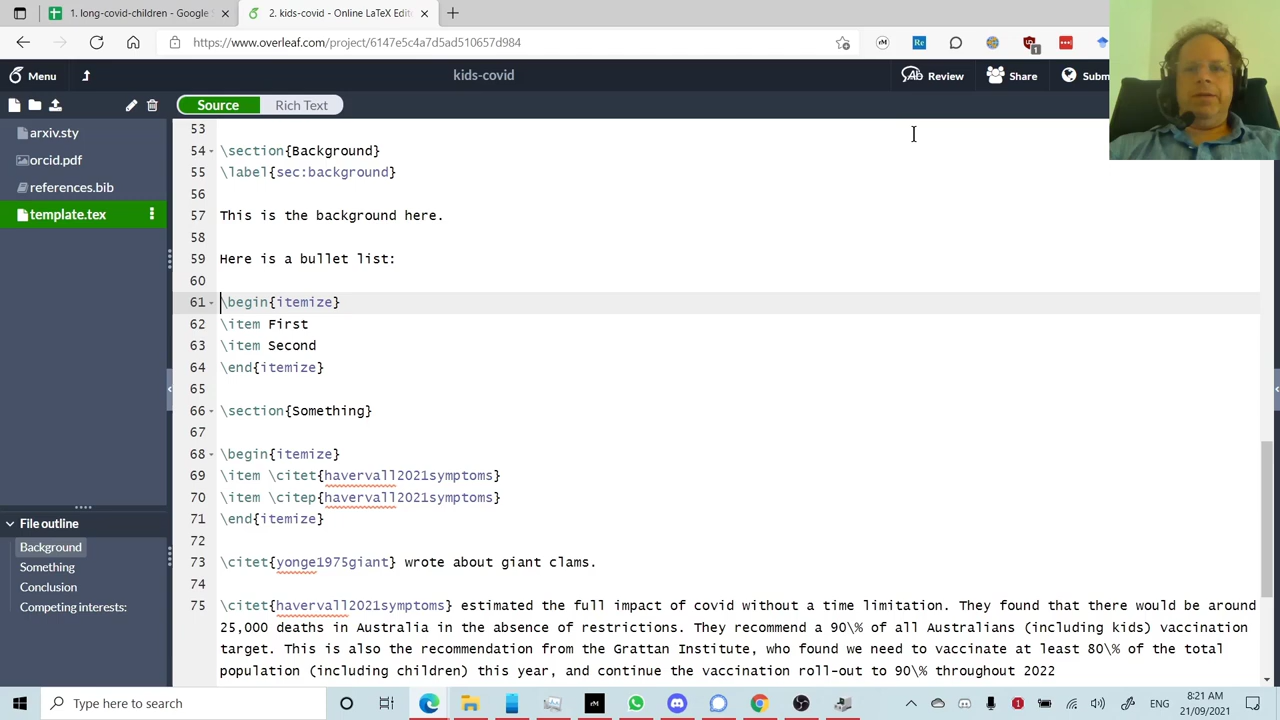 1. long-covid-children - Google
2. kids-covid - Online LaTeX Edit
https://www.overleaf.com/project/6147e5c4a7d5ad510657d984
Menu
kids-covid
Review
Share
Subm
Source
Rich Text
arxiv.sty
orcid.pdf
references.bib
template.tex
53
54 \section{Background}
55 \label{sec:background}
56
57 This is the background here.
58
59 Here is a bullet list:
60
61 \begin{itemize}
62 \item First
63 \item Second
64 \end{itemize}
65
66 \section{Something}
67
68 \begin{itemize}
69 \item \citet{havervall2021symptoms}
70 \item \citep{havervall2021symptoms}
71 \end{itemize}
72
73 \citet{yonge1975giant} wrote about giant clams.
74
75 \citet{havervall2021symptoms} estimated the full impact of covid without a time limitation. They found that there would be around
25,000 deaths in Australia in the absence of restrictions. They recommend a 90\% of all Australians (including kids) vaccination
target. This is also the recommendation from the Grattan Institute, who found we need to vaccinate at least 80\% of the total
population (including children) this year, and continue the vaccination roll-out to 90\% throughout 2022
File outline
Background
Something
Conclusion
Competing interests:
Type here to search
ENG
8:21 AM
21/09/2021